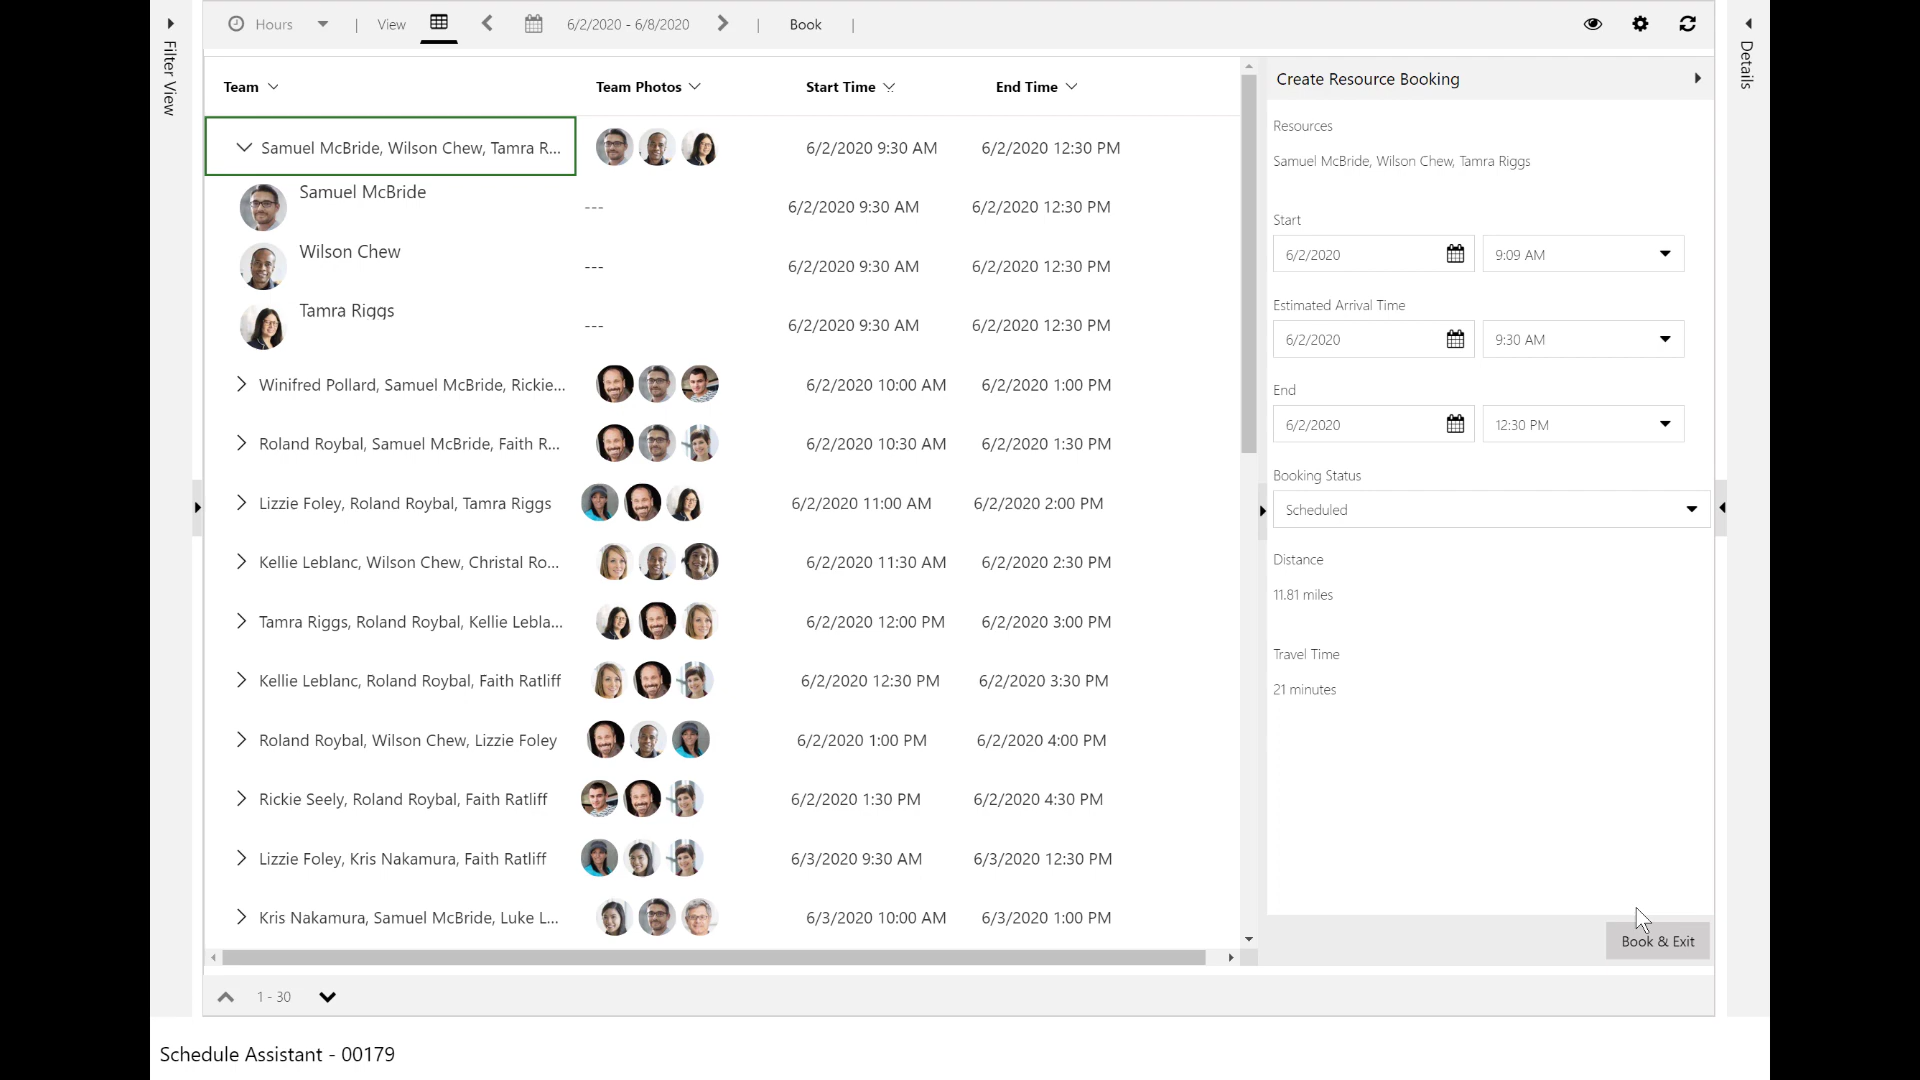 Filter View
Hours | View 6/2/2020 - 6/8/2020 | Book |
Details
Team Team Photos Start Time End Time
Samuel McBride, Wilson Chew, Tamra R... 6/2/2020 9:30 AM 6/2/2020 12:30 PM
Samuel McBride --- 6/2/2020 9:30 AM 6/2/2020 12:30 PM
Wilson Chew --- 6/2/2020 9:30 AM 6/2/2020 12:30 PM
Tamra Riggs --- 6/2/2020 9:30 AM 6/2/2020 12:30 PM
Winifred Pollard, Samuel McBride, Rickie... 6/2/2020 10:00 AM 6/2/2020 1:00 PM
Roland Roybal, Samuel McBride, Faith R... 6/2/2020 10:30 AM 6/2/2020 1:30 PM
Lizzie Foley, Roland Roybal, Tamra Riggs 6/2/2020 11:00 AM 6/2/2020 2:00 PM
Kellie Leblanc, Wilson Chew, Christal Ro... 6/2/2020 11:30 AM 6/2/2020 2:30 PM
Tamra Riggs, Roland Roybal, Kellie Lebla... 6/2/2020 12:00 PM 6/2/2020 3:00 PM
Kellie Leblanc, Roland Roybal, Faith Ratliff 6/2/2020 12:30 PM 6/2/2020 3:30 PM
Roland Roybal, Wilson Chew, Lizzie Foley 6/2/2020 1:00 PM 6/2/2020 4:00 PM
Rickie Seely, Roland Roybal, Faith Ratliff 6/2/2020 1:30 PM 6/2/2020 4:30 PM
Lizzie Foley, Kris Nakamura, Faith Ratliff 6/3/2020 9:30 AM 6/3/2020 12:30 PM
Kris Nakamura, Samuel McBride, Luke L... 6/3/2020 10:00 AM 6/3/2020 1:00 PM
1 - 30
Create Resource Booking
Resources
Samuel McBride, Wilson Chew, Tamra Riggs
Start
6/2/2020 9:09 AM
Estimated Arrival Time
6/2/2020 9:30 AM
End
6/2/2020 12:30 PM
Booking Status
Scheduled
Distance
11.81 miles
Travel Time
21 minutes
Book & Exit
Schedule Assistant - 00179